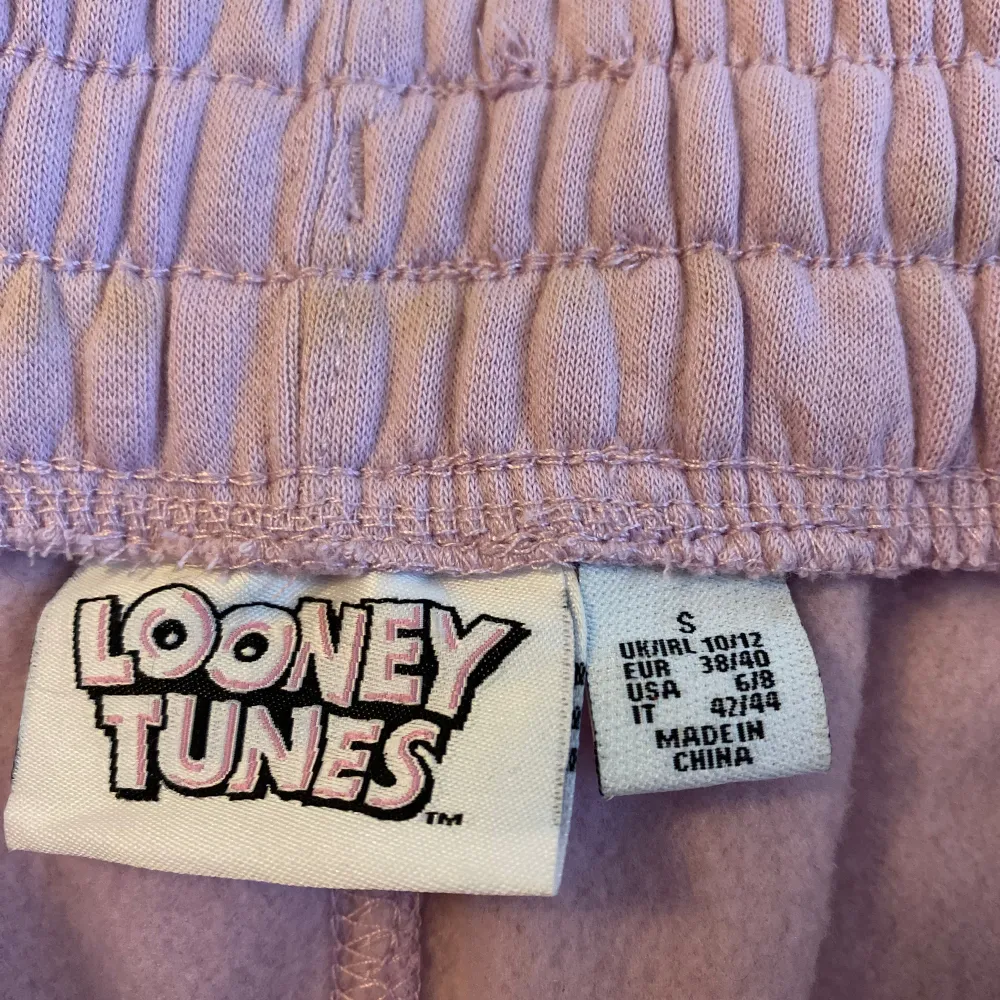 LOONEY
TUNES
TM
S
UK/IRL 10/12
EUR 38/40
USA 6/8
IT 42/44
MADE IN
CHINA